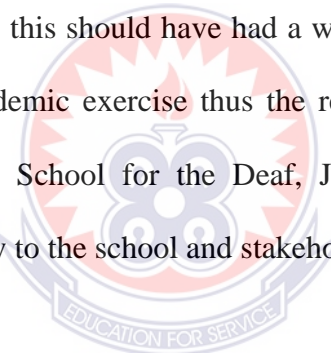 this should have had a w
demic exercise thus the re
School for the Deaf, J
y to the school and stakeho
EDUCATION FOR SERVICE